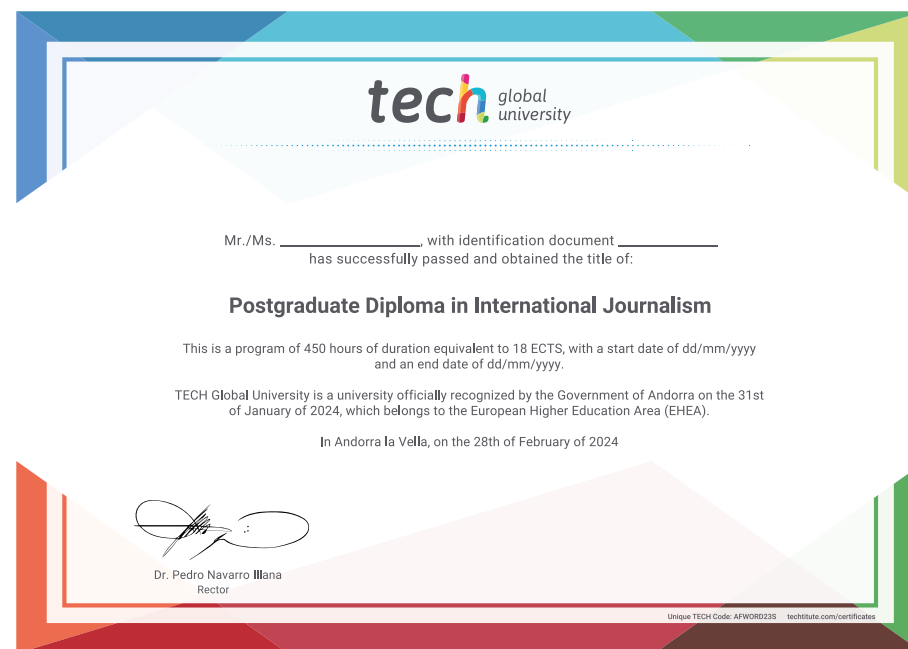 tech global university
Mr./Ms. ____________, with identification document ____________
has successfully passed and obtained the title of:
Postgraduate Diploma in International Journalism
This is a program of 450 hours of duration equivalent to 18 ECTS, with a start date of dd/mm/yyyy
and an end date of dd/mm/yyyy.
TECH Global University is a university officially recognized by the Government of Andorra on the 31st
of January of 2024, which belongs to the European Higher Education Area (EHEA).
In Andorra la Vella, on the 28th of February of 2024
Dr. Pedro Navarro Illana
Rector
Unique TECH Code: AFWORD23S techtitute.com/certificates